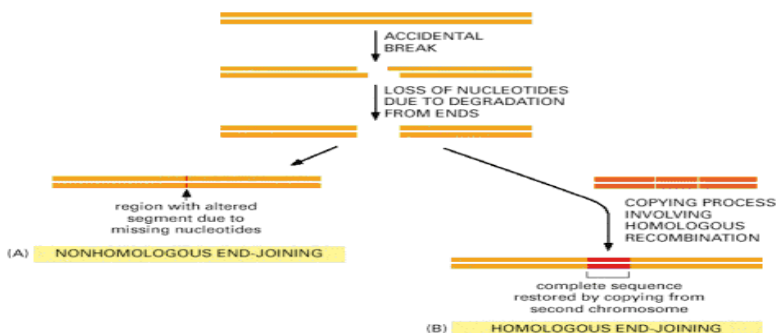 ACCIDENTAL
BREAK
LOSS OF NUCLEOTIDES
DUE TO DEGRADATION
FROM ENDS
region with altered
segment due to
missing nucleotides
(A) NONHOMOLOGOUS END-JOINING
COPYING PROCESS
INVOLVING
HOMOLOGOUS
RECOMBINATION
complete sequence
restored by copying from
second chromosome
(B) HOMOLOGOUS END-JOINING